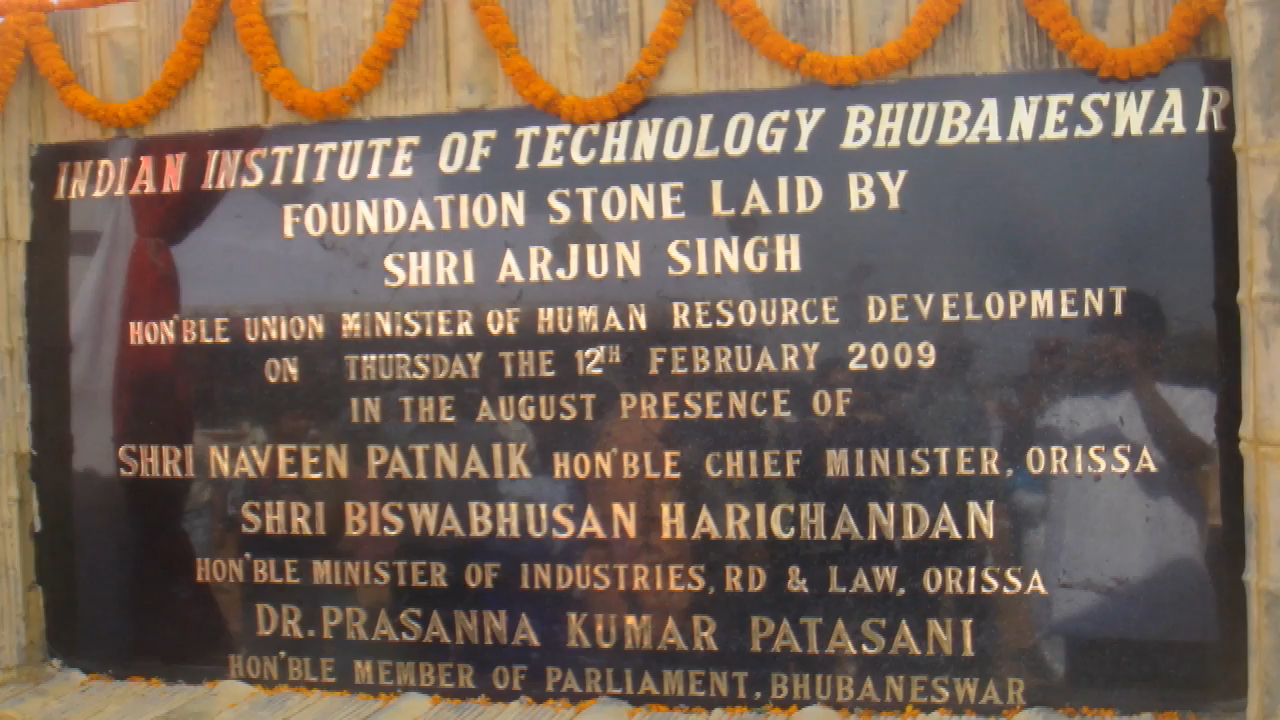 INDIAN INSTITUTE OF TECHNOLOGY BHUBANESWAR
FOUNDATION STONE LAID BY
SHRI ARJUN SINGH
HON'BLE UNION MINISTER OF HUMAN RESOURCE DEVELOPMENT
ON THURSDAY THE 12TH FEBRUARY 2009
IN THE AUGUST PRESENCE OF
SHRI NAVEEN PATNAIK HON'BLE CHIEF MINISTER, ORISSA
SHRI BISWABHUSAN HARICHANDAN
HON'BLE MINISTER OF INDUSTRIES, RD & LAW, ORISSA
DR. PRASANNA KUMAR PATASANI
HON'BLE MEMBER OF PARLIAMENT, BHUBANESWAR